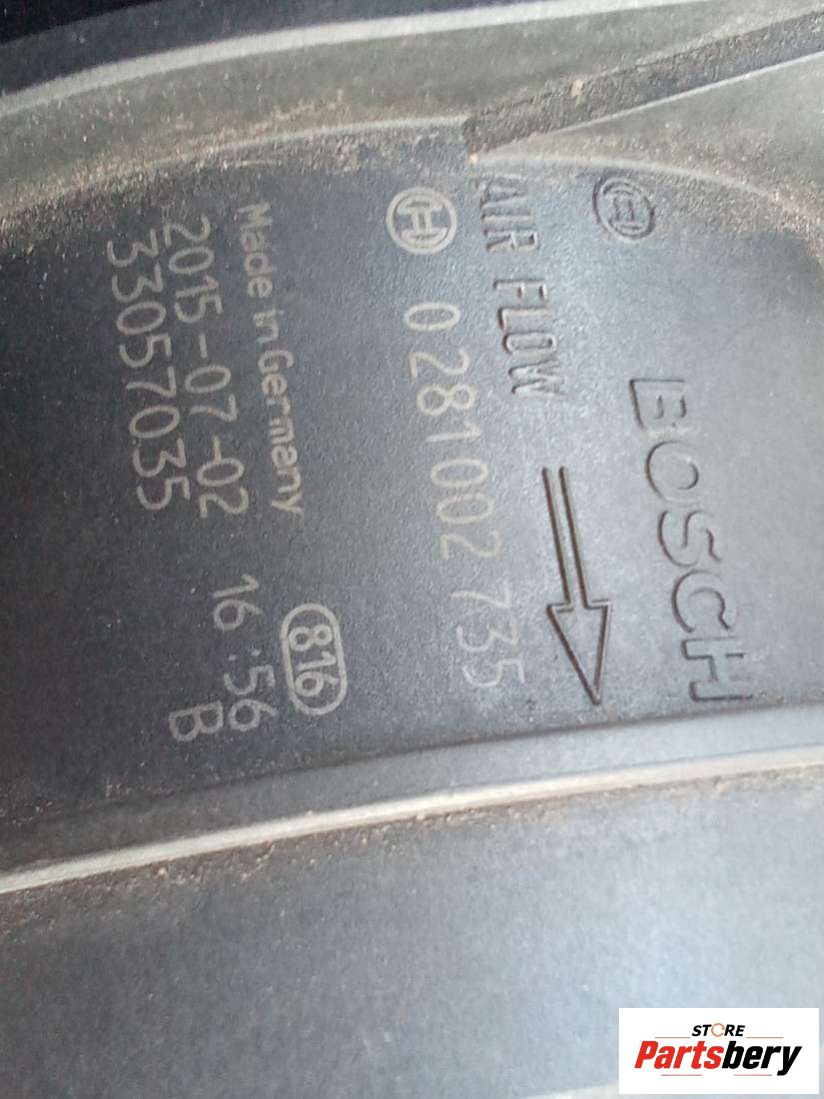 BOSCH
AIR FLOW
0 281 002 735
816
Made in Germany
2015-07-02 16:56
33057035 B
STORE
Partsbery